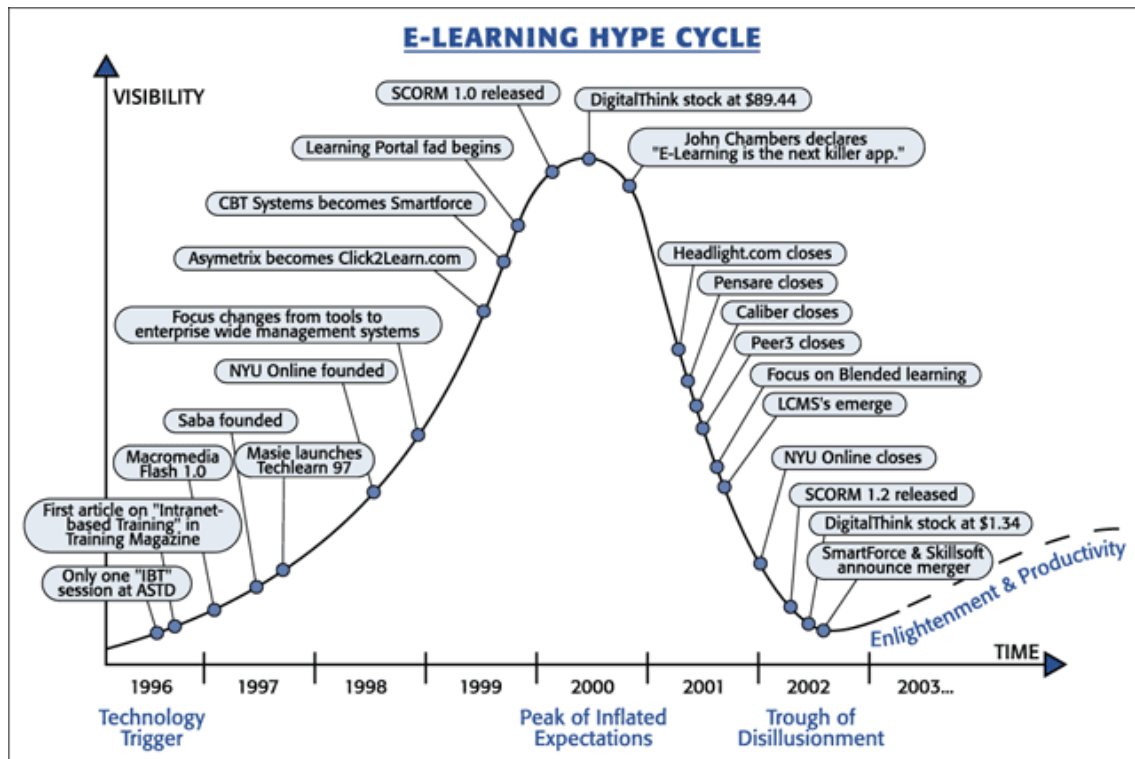 E-LEARNING HYPE CYCLE
VISIBILITY
SCORM 1.0 released
DigitalThink stock at $89.44
John Chambers declares
"E-Learning is the next killer app."
Learning Portal fad begins
CBT Systems becomes Smartforce
Asymetrix becomes Click2Learn.com
Focus changes from tools to
enterprise wide management systems
NYU Online founded
Saba founded
Masie launches
Techlearn 97
Macromedia
Flash 1.0
First article on "Intranet-
based Training" in
Training Magazine
Only one "IBT"
session at ASTD
Headlight.com closes
Pensare closes
Caliber closes
Peer3 closes
Focus on Blended learning
LCMS's emerge
NYU Online closes
SCORM 1.2 released
DigitalThink stock at $1.34
SmartForce & Skillsoft
announce merger
Enlightenment & Productivity
TIME
1996
1997
1998
1999
2000
2001
2002
2003...
Technology
Trigger
Peak of Inflated
Expectations
Trough of
Disillusionment